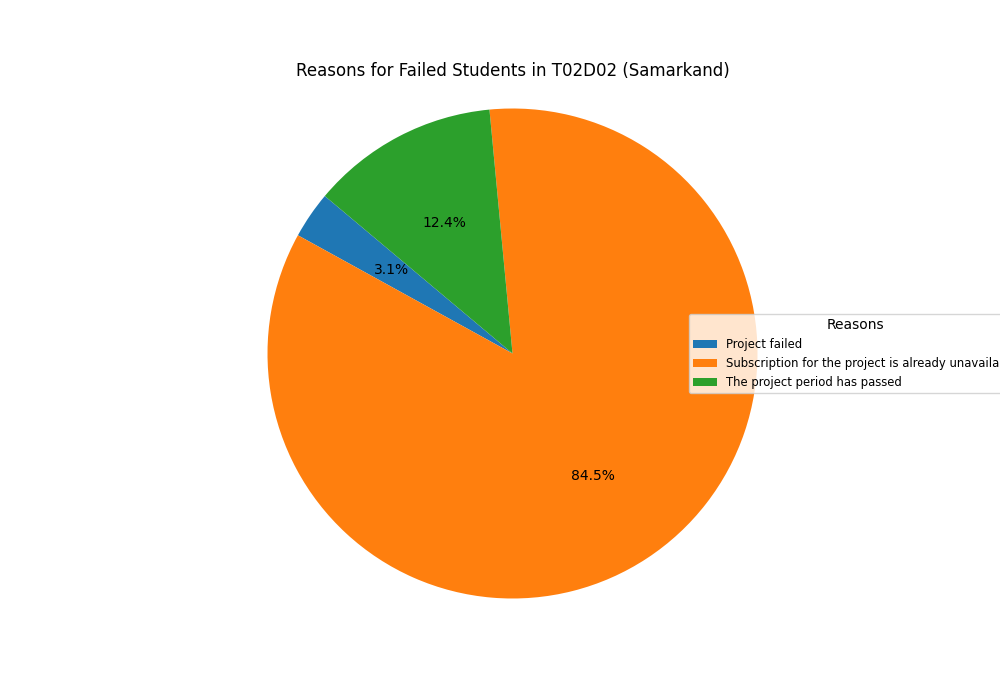 Reasons for Failed Students in T02D02 (Samarkand)
12.4%
3.1%
84.5%
Reasons
Project failed
Subscription for the project is already
The project period has passed